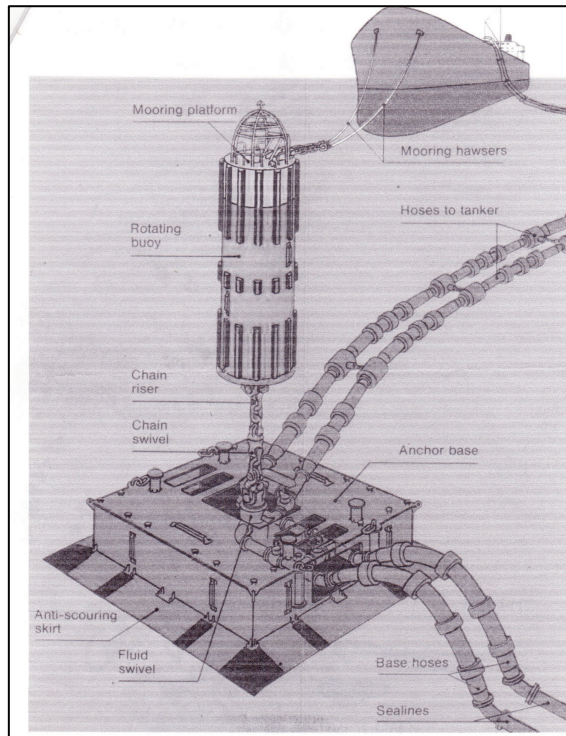 Mooring platform
Mooring hawsers
Hoses to tanker
Rotating
buoy
Chain
riser
Chain
swivel
Anchor base
Anti-scouring
skirt
Fluid
swivel
Base hoses
Sealines